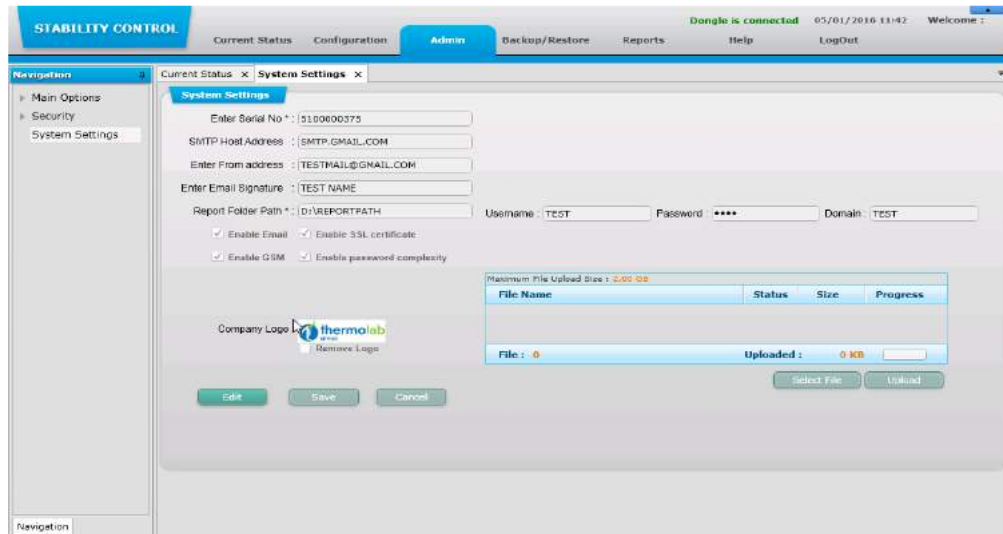 STABILITY CONTROL
Dongle is connected 05/01/2016 11:42 Welcome :
Current Status Configuration Admin Backup/Restore Reports Help LogOut
Navigation
Current Status x System Settings x
Main Options
Security
System Settings
System Settings
Enter Serial No * : 5100000375
SMTP Host Address : SMTP.GMAIL.COM
Enter From address : TESTMAIL@GMAIL.COM
Enter Email Signature : TEST NAME
Report Folder Path * : D:\REPORTPATH Username : TEST Password : •••• Domain : TEST
Enable Email Enable SSL certificate
Enable GSM Enable password complexity
Maximum File Upload Size : 2.00 GB
File Name Status Size Progress
Company Logo thermolab
Remove Logo
File : 0 Uploaded : 0 KB
Select File Upload
Edit Save Cancel
Navigation